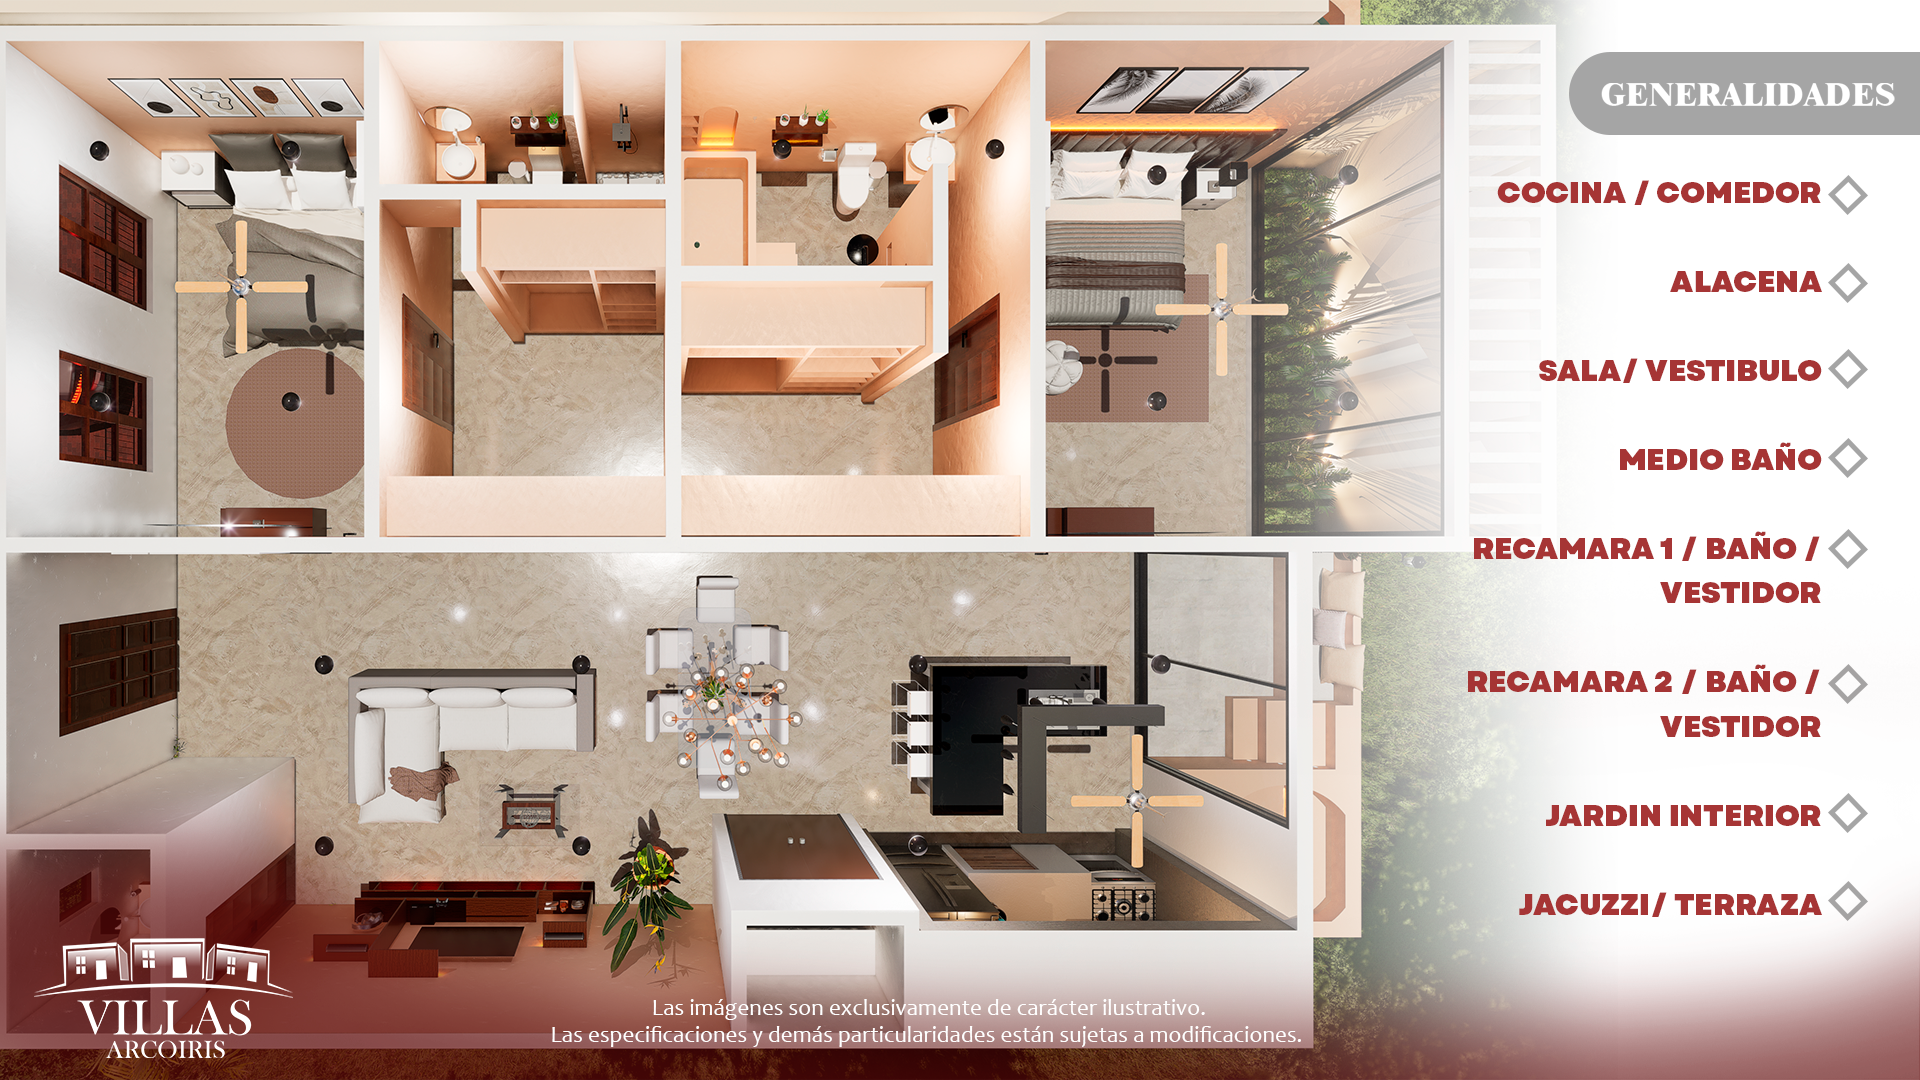 GENERALIDADES
COCINA / COMEDOR
ALACENA
SALA/ VESTIBULO
MEDIO BAÑO
RECAMARA 1 / BAÑO /
VESTIDOR
RECAMARA 2 / BAÑO /
VESTIDOR
JARDIN INTERIOR
JACUZZI/ TERRAZA
VILLAS
ARCOIRIS
Las imágenes son exclusivamente de carácter ilustrativo.
Las especificaciones y demás particularidades están sujetas a modificaciones.